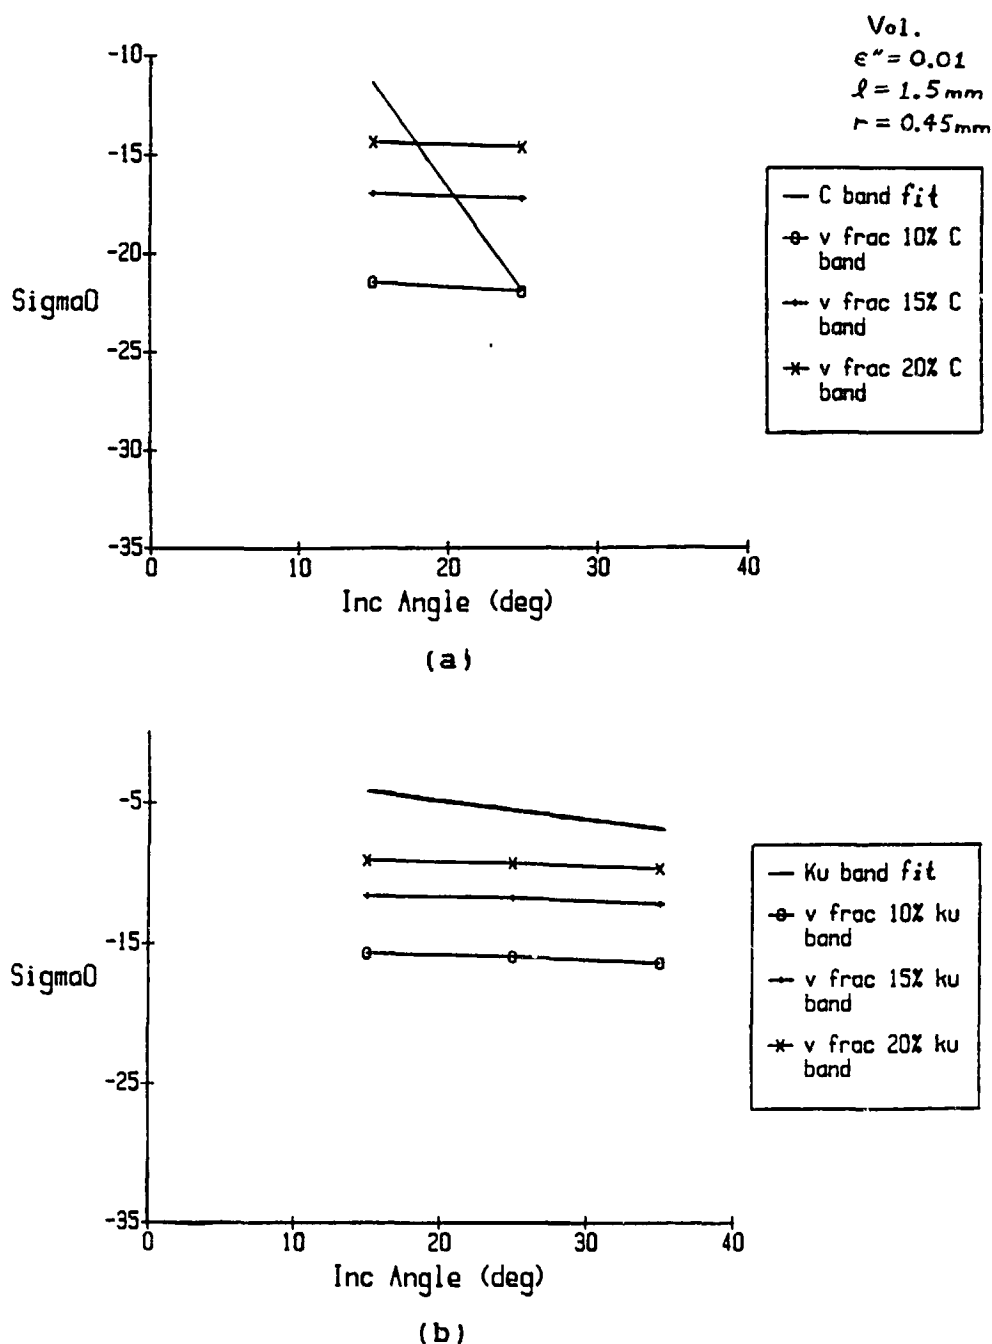 Vol.
ϵ″ = 0.01
ℓ = 1.5 mm
r = 0.45 mm
-10
-15
-20
-25
-30
-35
Sigma0
0
10
20
30
40
Inc Angle (deg)
C band fit
v frac 10% C
band
v frac 15% C
band
v frac 20% C
band
(a)
-5
-15
-25
-35
Sigma0
0
10
20
30
40
Inc Angle (deg)
Ku band fit
v frac 10% ku
band
v frac 15% ku
band
v frac 20% ku
band
(b)